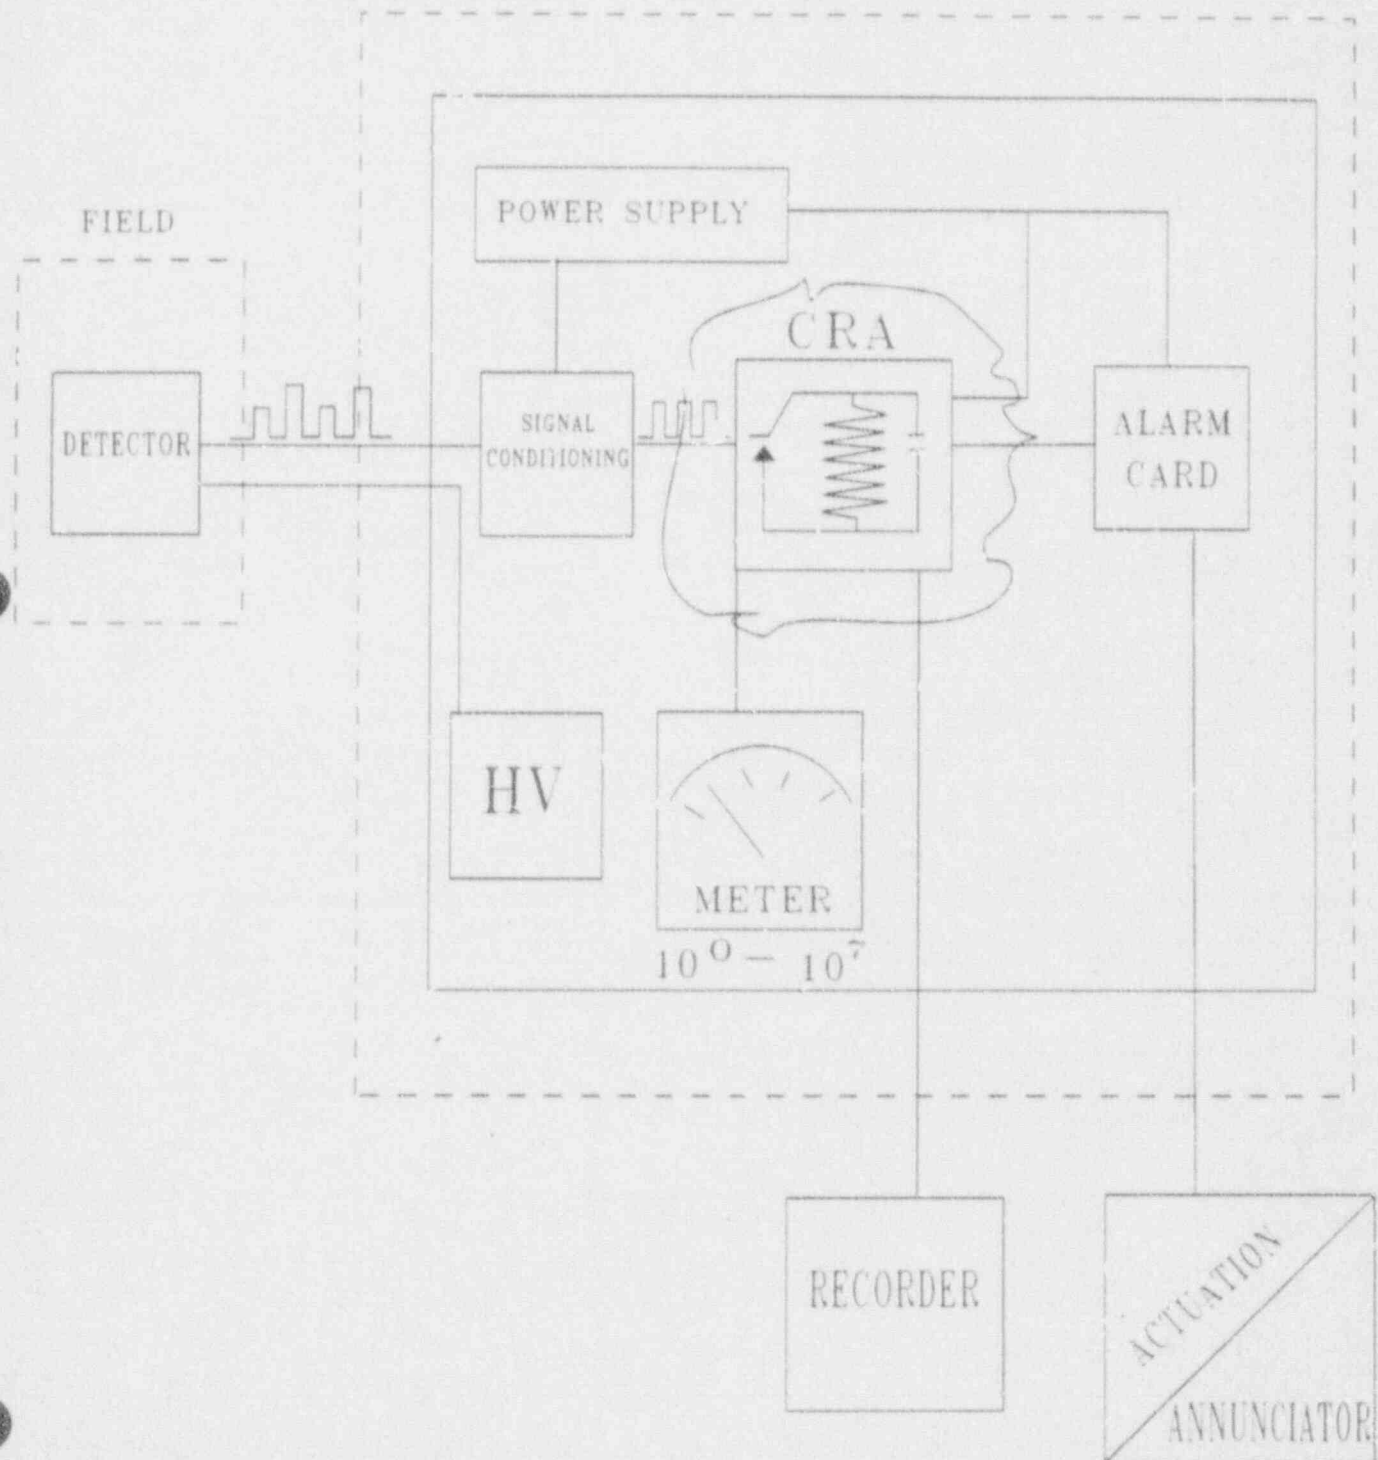 FIELD
POWER SUPPLY
CRA
DETECTOR
SIGNAL
CONDITIONING
ALARM
CARD
HV
METER
10⁰ - 10⁷
RECORDER
ACTUATION
ANNUNCIATOR